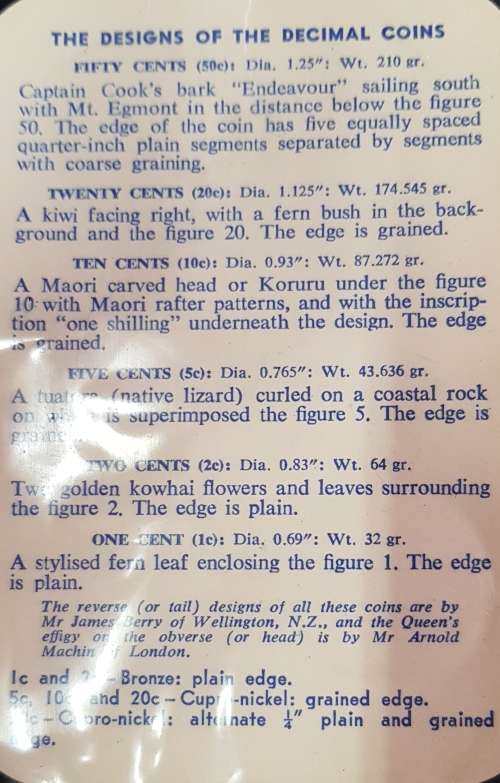 THE DESIGNS OF THE DECIMAL COINS
FIFTY CENTS (50c): Dia. 1.25″: Wt. 210 gr.
Captain Cook's bark "Endeavour" sailing south
with Mt. Egmont in the distance below the figure
50. The edge of the coin has five equally spaced
quarter-inch plain segments separated by segments
with coarse graining.
TWENTY CENTS (20c): Dia. 1.125″: Wt. 174.545 gr.
A kiwi facing right, with a fern bush in the back-
ground and the figure 20. The edge is grained.
TEN CENTS (10c): Dia. 0.93″: Wt. 87.272 gr.
A Maori carved head or Koruru under the figure
10 with Maori rafter patterns, and with the inscrip-
tion "one shilling" underneath the design. The edge
is grained.
FIVE CENTS (5c): Dia. 0.765″: Wt. 43.636 gr.
A (native lizard) curled on a coastal rock
on is superimposed the figure 5. The edge is
TWO CENTS (2c): Dia. 0.83″: Wt. 64 gr.
Two golden kowhai flowers and leaves surrounding
the figure 2. The edge is plain.
ONE CENT (1c): Dia. 0.69″: Wt. 32 gr.
A stylised fern leaf enclosing the figure 1. The edge
is plain.
The reverse (or tail) designs of all these coins are by
Mr James Berry of Wellington, N.Z., and the Queen's
effigy on the obverse (or head) is by Mr Arnold
Machin of London.
1c and – Bronze: plain edge.
5c, 10c and 20c – Cupro-nickel: grained edge.
– Cupro-nickel: alternate ¼″ plain and grained
edge.